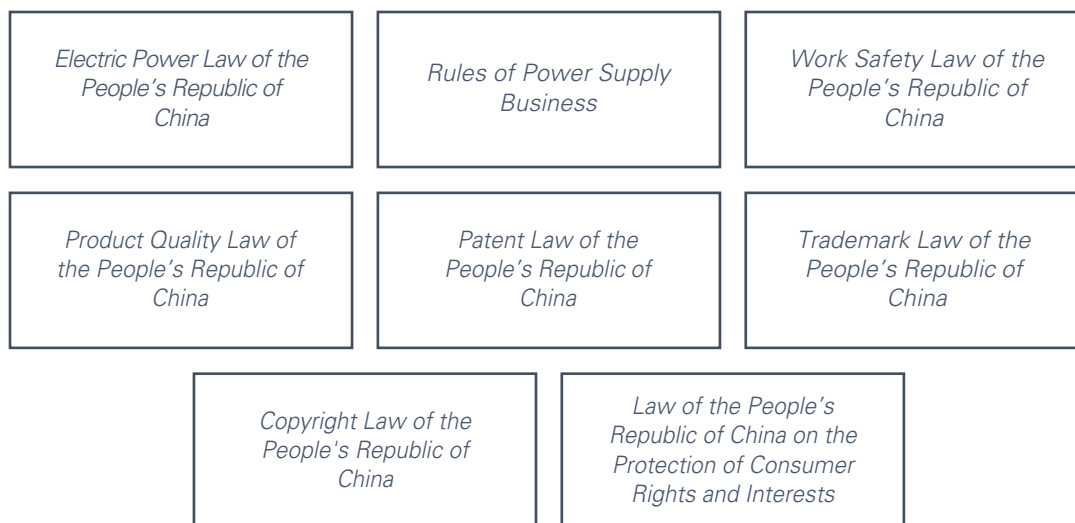 Electric Power Law of the
People’s Republic of
China
Rules of Power Supply
Business
Work Safety Law of the
People’s Republic of
China
Product Quality Law of
the People’s Republic of
China
Patent Law of the
People’s Republic of
China
Trademark Law of the
People’s Republic of
China
Copyright Law of the
People's Republic of
China
Law of the People’s
Republic of China on the
Protection of Consumer
Rights and Interests